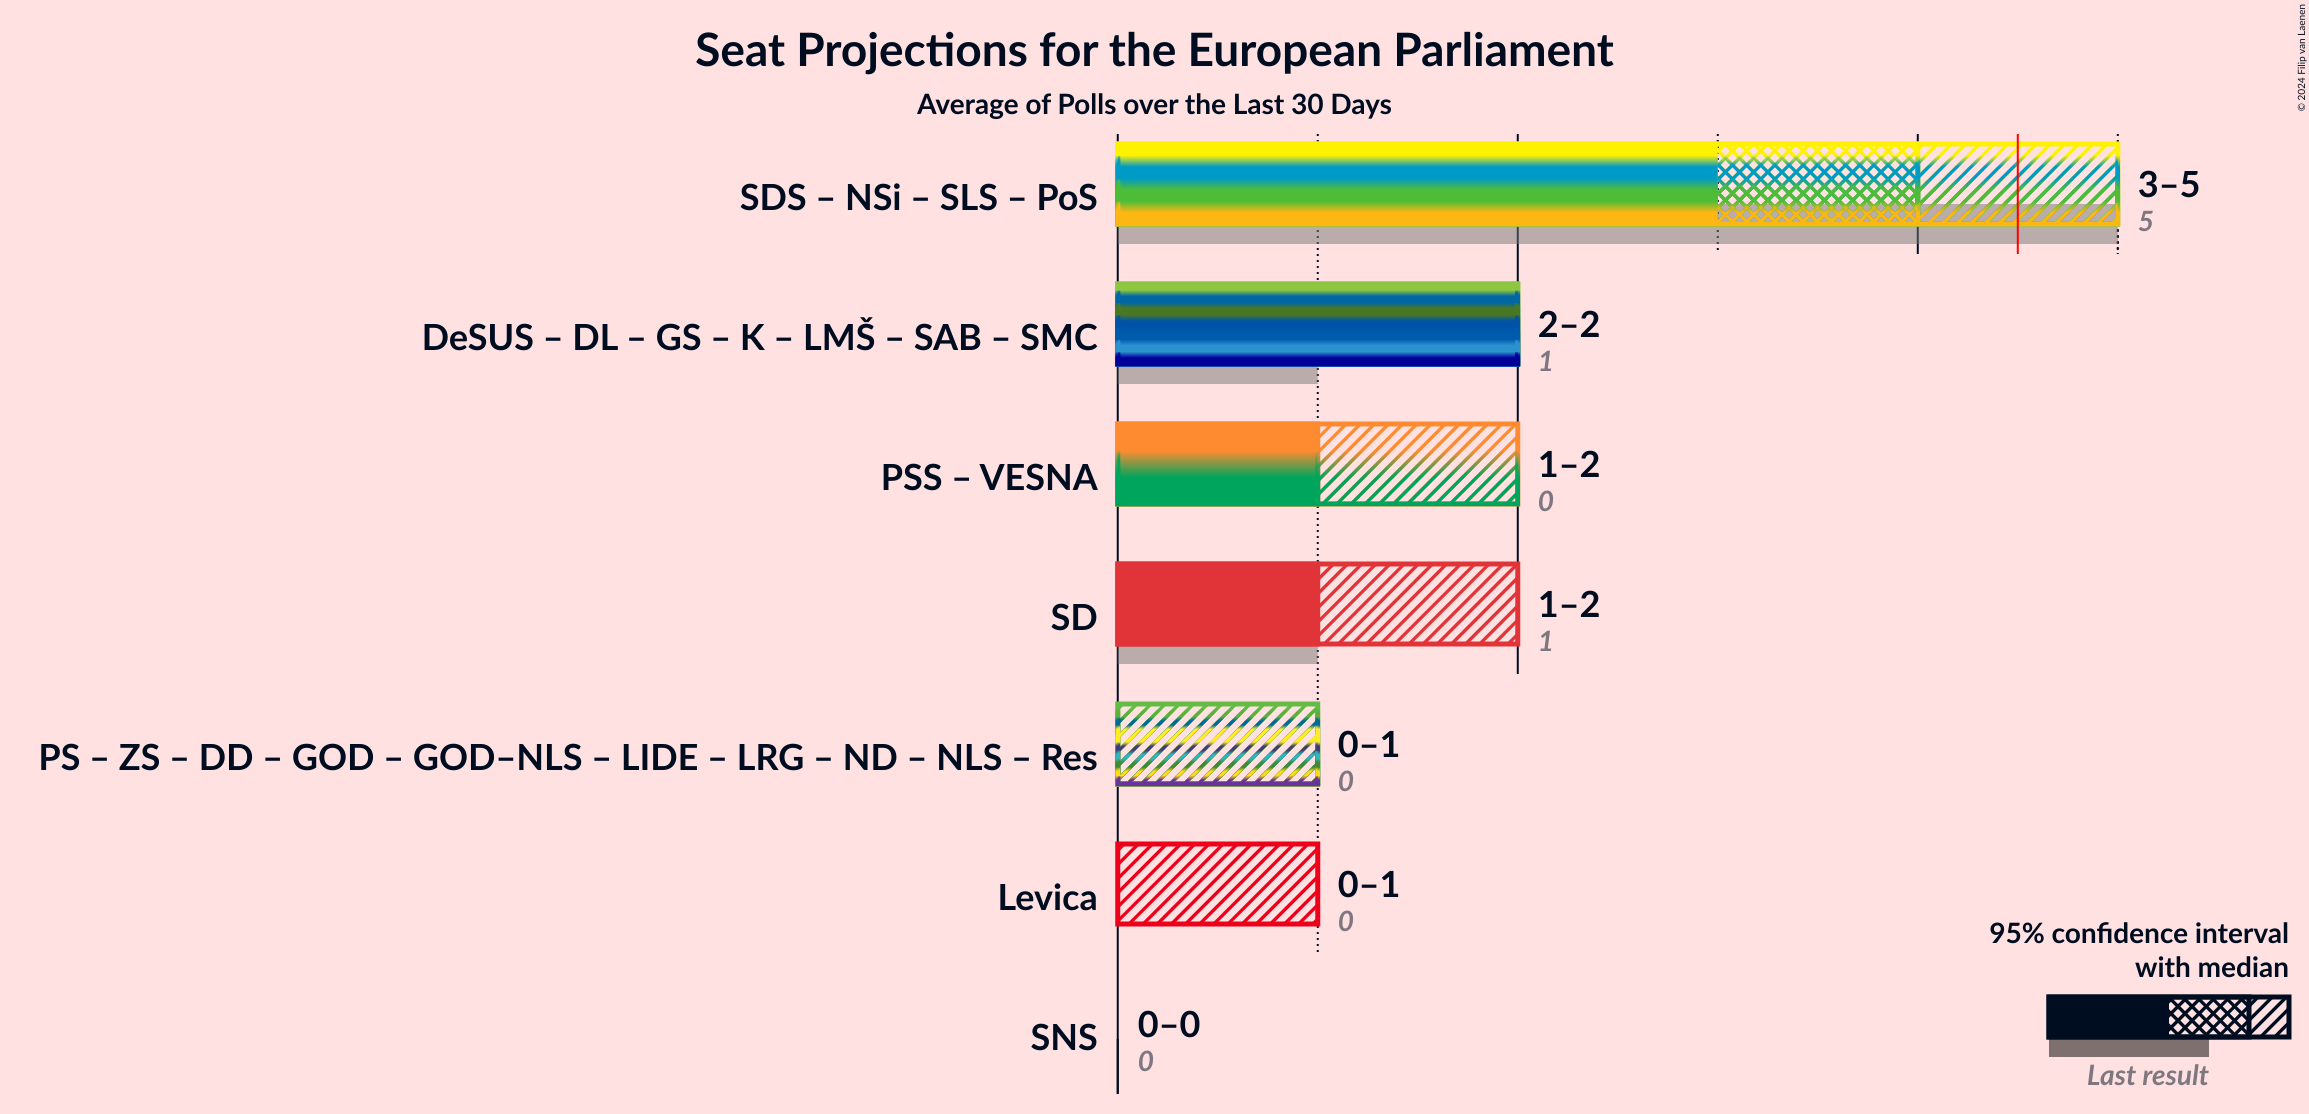 Seat Projections for the European Parliament
Average of Polls over the Last 30 Days
© 2024 Filip van Laenen
SDS – NSi – SLS – PoS
3–5
5
DeSUS – DL – GS – K – LMŠ – SAB – SMC
2–2
1
PSS – VESNA
1–2
0
SD
1–2
1
PS – ZS – DD – GOD – GOD–NLS – LIDE – LRG – ND – NLS – Res
0–1
0
Levica
0–1
0
SNS
0–0
0
95% confidence interval
with median
Last result